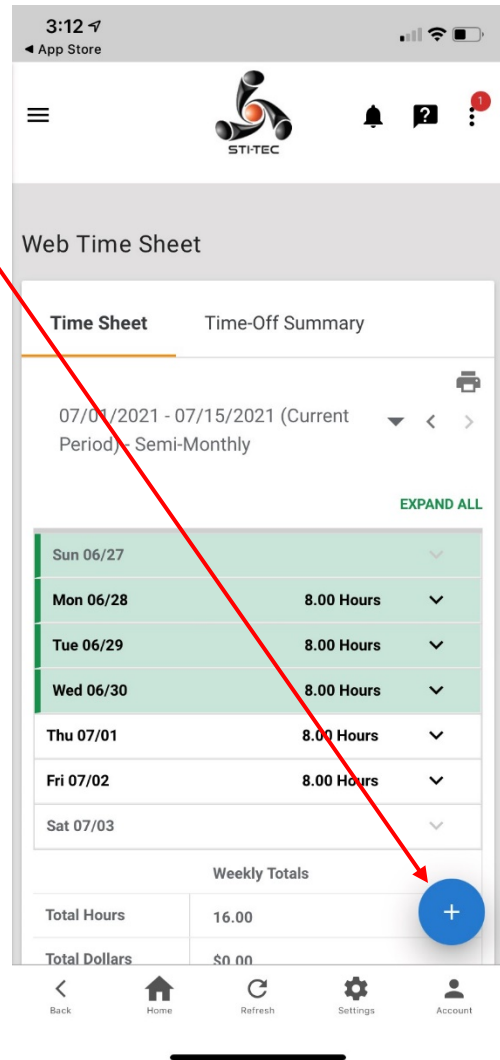 3:12
◀ App Store
STI-TEC
1
Web Time Sheet
Time Sheet Time-Off Summary
07/01/2021 - 07/15/2021 (Current
Period) - Semi-Monthly
EXPAND ALL
Sun 06/27
Mon 06/28 8.00 Hours
Tue 06/29 8.00 Hours
Wed 06/30 8.00 Hours
Thu 07/01 8.00 Hours
Fri 07/02 8.00 Hours
Sat 07/03
Weekly Totals
Total Hours 16.00
Total Dollars $0.00
Back Home Refresh Settings Account